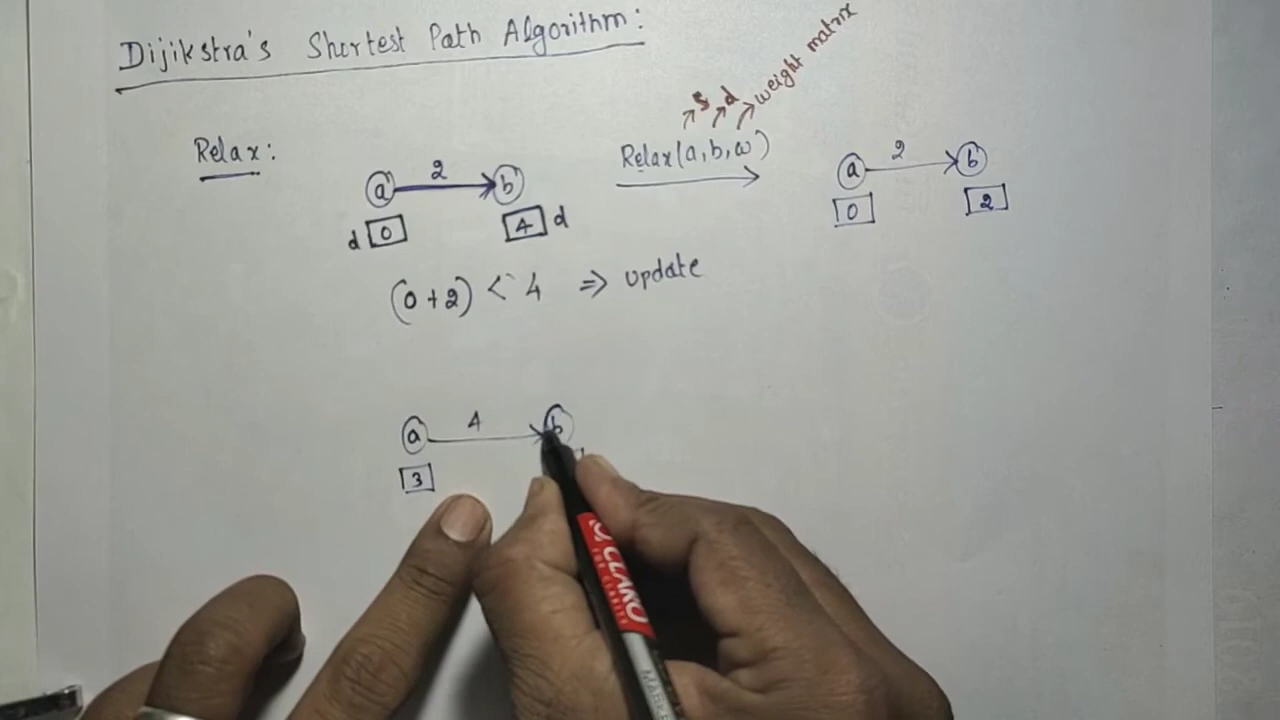 Dijikstra's Shortest Path Algorithm:
s d weight matrix
Relax:
Relax(a, b, w)
a 2 b
a 2 b
d 0 4 d
0 2
(0+2) < 4 ⇒ update
a 4 b
3
CLARO